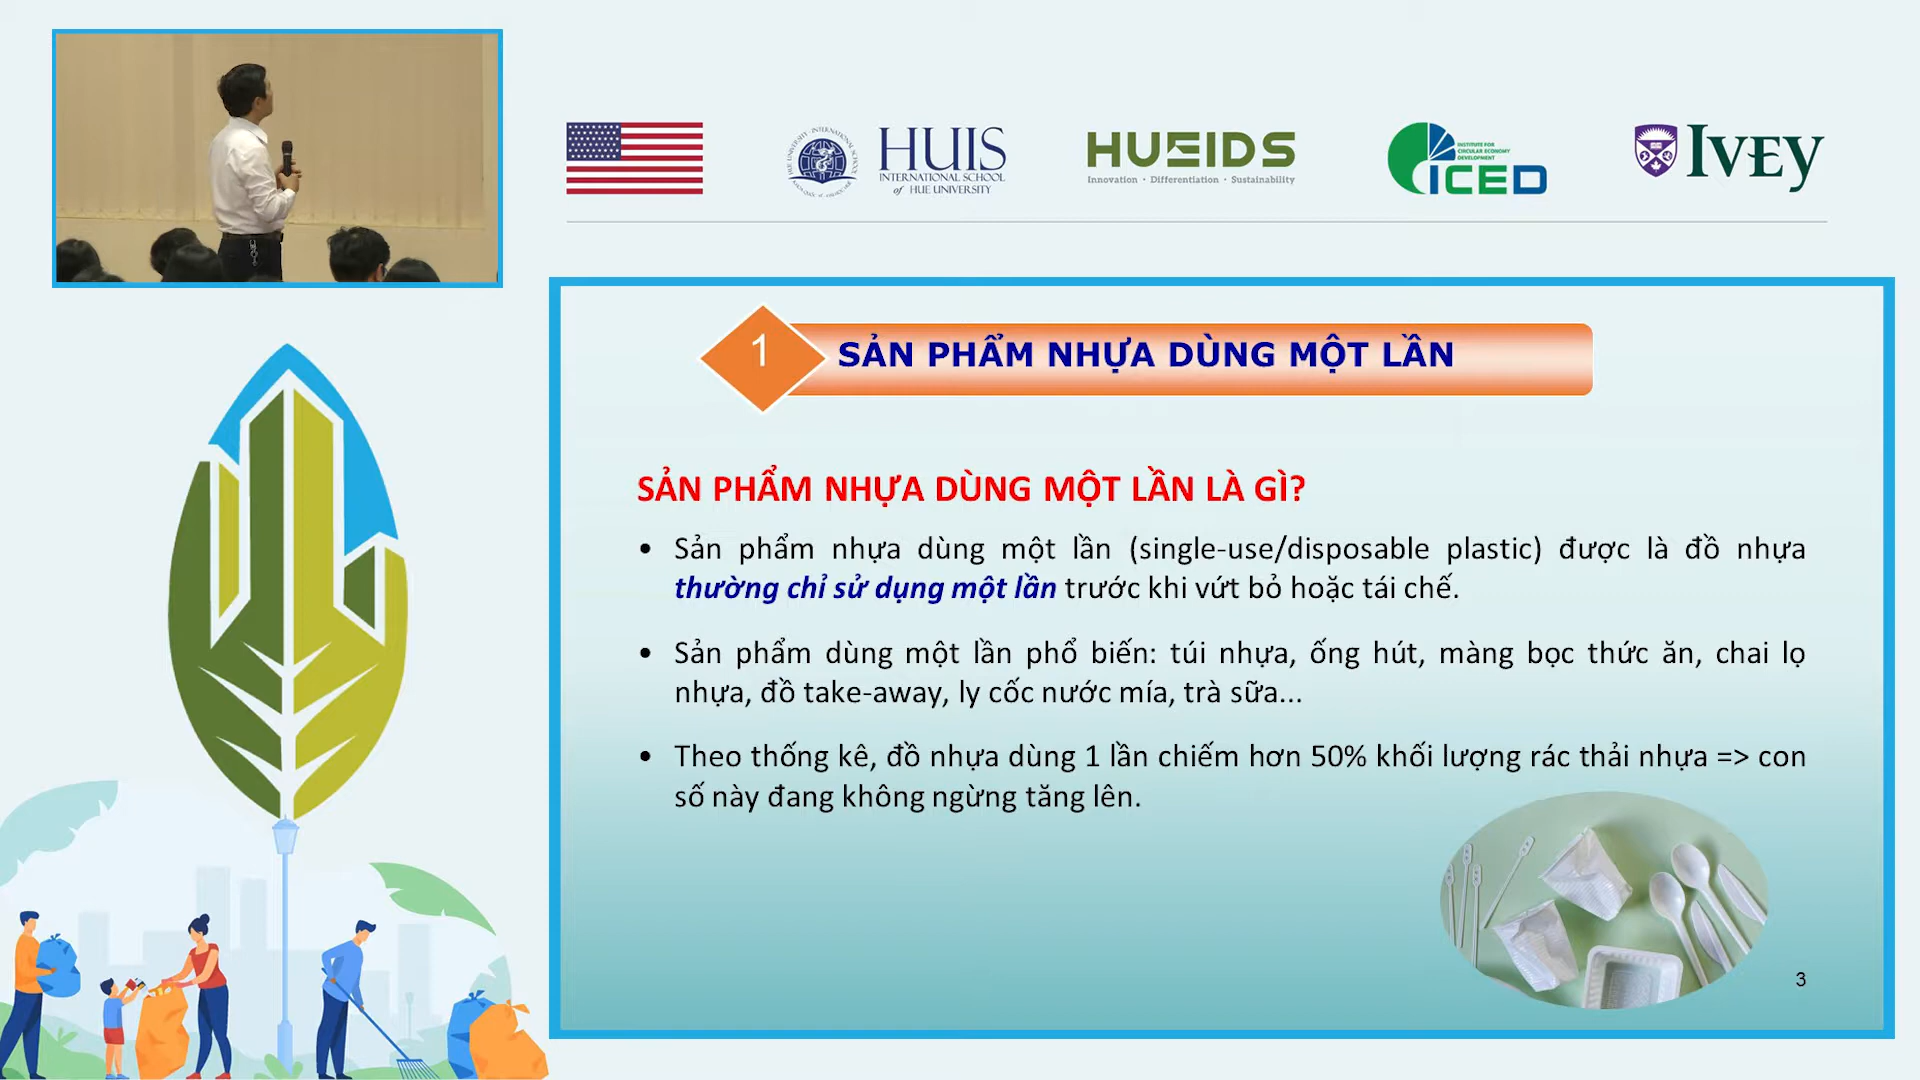 HUIS
INTERNATIONAL SCHOOL
of HUE UNIVERSITY
HUEIDS
Innovation • Differentiation • Sustainability
INSTITUTE FOR
CIRCULAR ECONOMY
DEVELOPMENT
ICED
IVEY
1
SẢN PHẨM NHỰA DÙNG MỘT LẦN
SẢN PHẨM NHỰA DÙNG MỘT LẦN LÀ GÌ?
• Sản phẩm nhựa dùng một lần (single-use/disposable plastic) được là đồ nhựa
thường chỉ sử dụng một lần trước khi vứt bỏ hoặc tái chế.
• Sản phẩm dùng một lần phổ biến: túi nhựa, ống hút, màng bọc thức ăn, chai lọ
nhựa, đồ take-away, ly cốc nước mía, trà sữa...
• Theo thống kê, đồ nhựa dùng 1 lần chiếm hơn 50% khối lượng rác thải nhựa => con
số này đang không ngừng tăng lên.
3